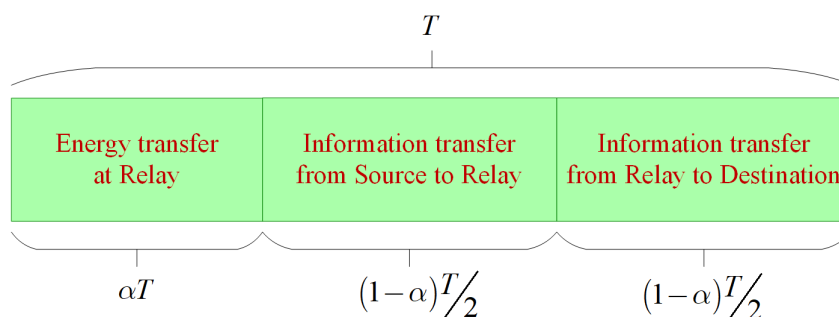 T
Energy transfer
at Relay
Information transfer
from Source to Relay
Information transfer
from Relay to Destination
αT
(1−α)T/2
(1−α)T/2